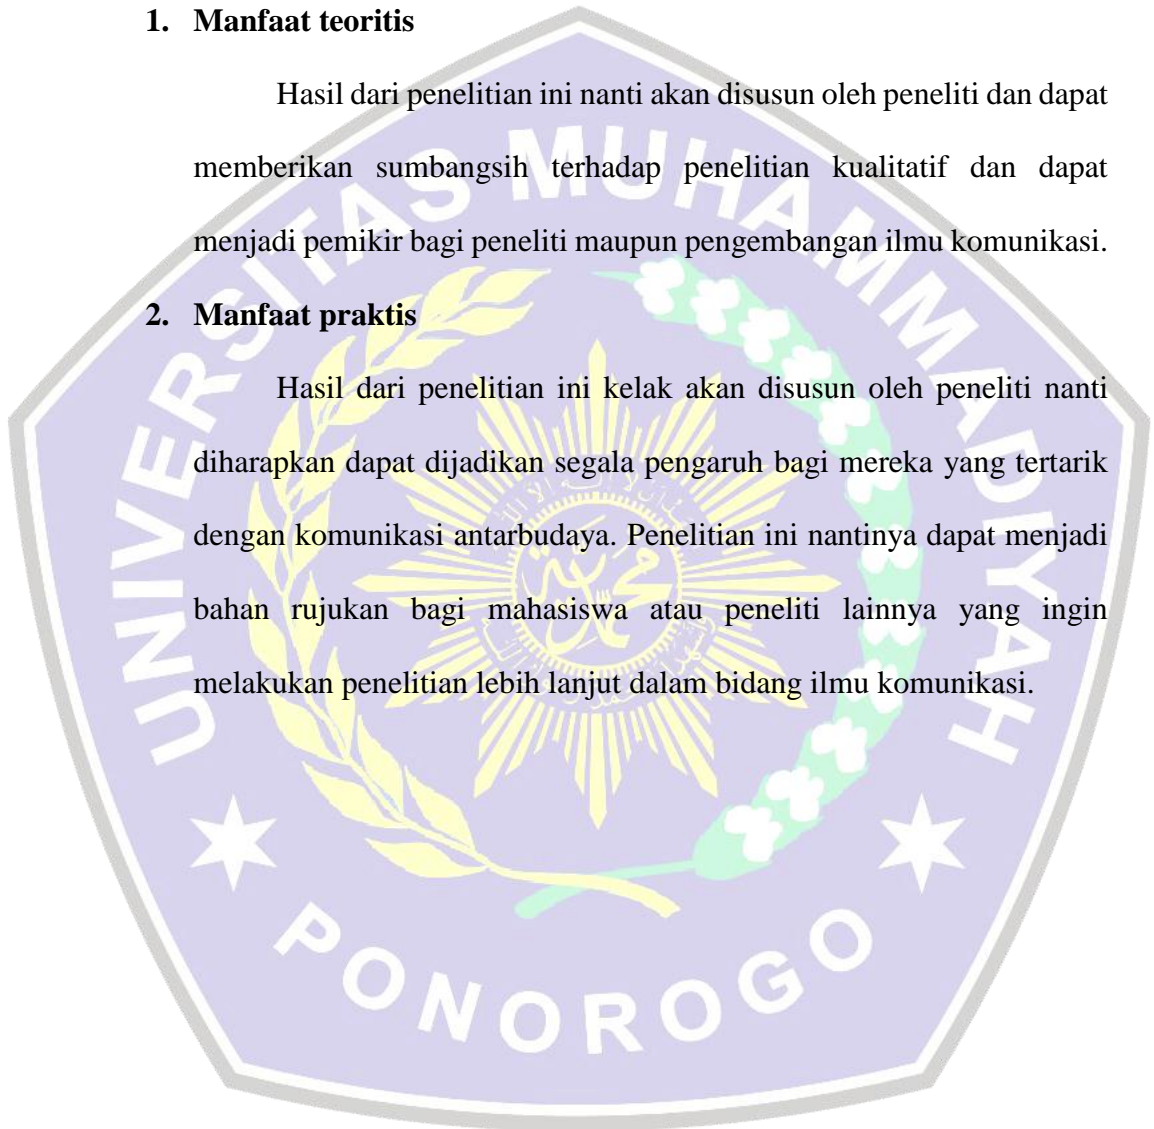 1. Manfaat teoritis
Hasil dari penelitian ini nanti akan disusun oleh peneliti dan dapat
memberikan sumbangsih terhadap penelitian kualitatif dan dapat
menjadi pemikir bagi peneliti maupun pengembangan ilmu komunikasi.
2. Manfaat praktis
Hasil dari penelitian ini kelak akan disusun oleh peneliti nanti
diharapkan dapat dijadikan segala pengaruh bagi mereka yang tertarik
dengan komunikasi antarbudaya. Penelitian ini nantinya dapat menjadi
bahan rujukan bagi mahasiswa atau peneliti lainnya yang ingin
melakukan penelitian lebih lanjut dalam bidang ilmu komunikasi.
UNIVERSITAS MUHAMMADIYAH
PONOROGO